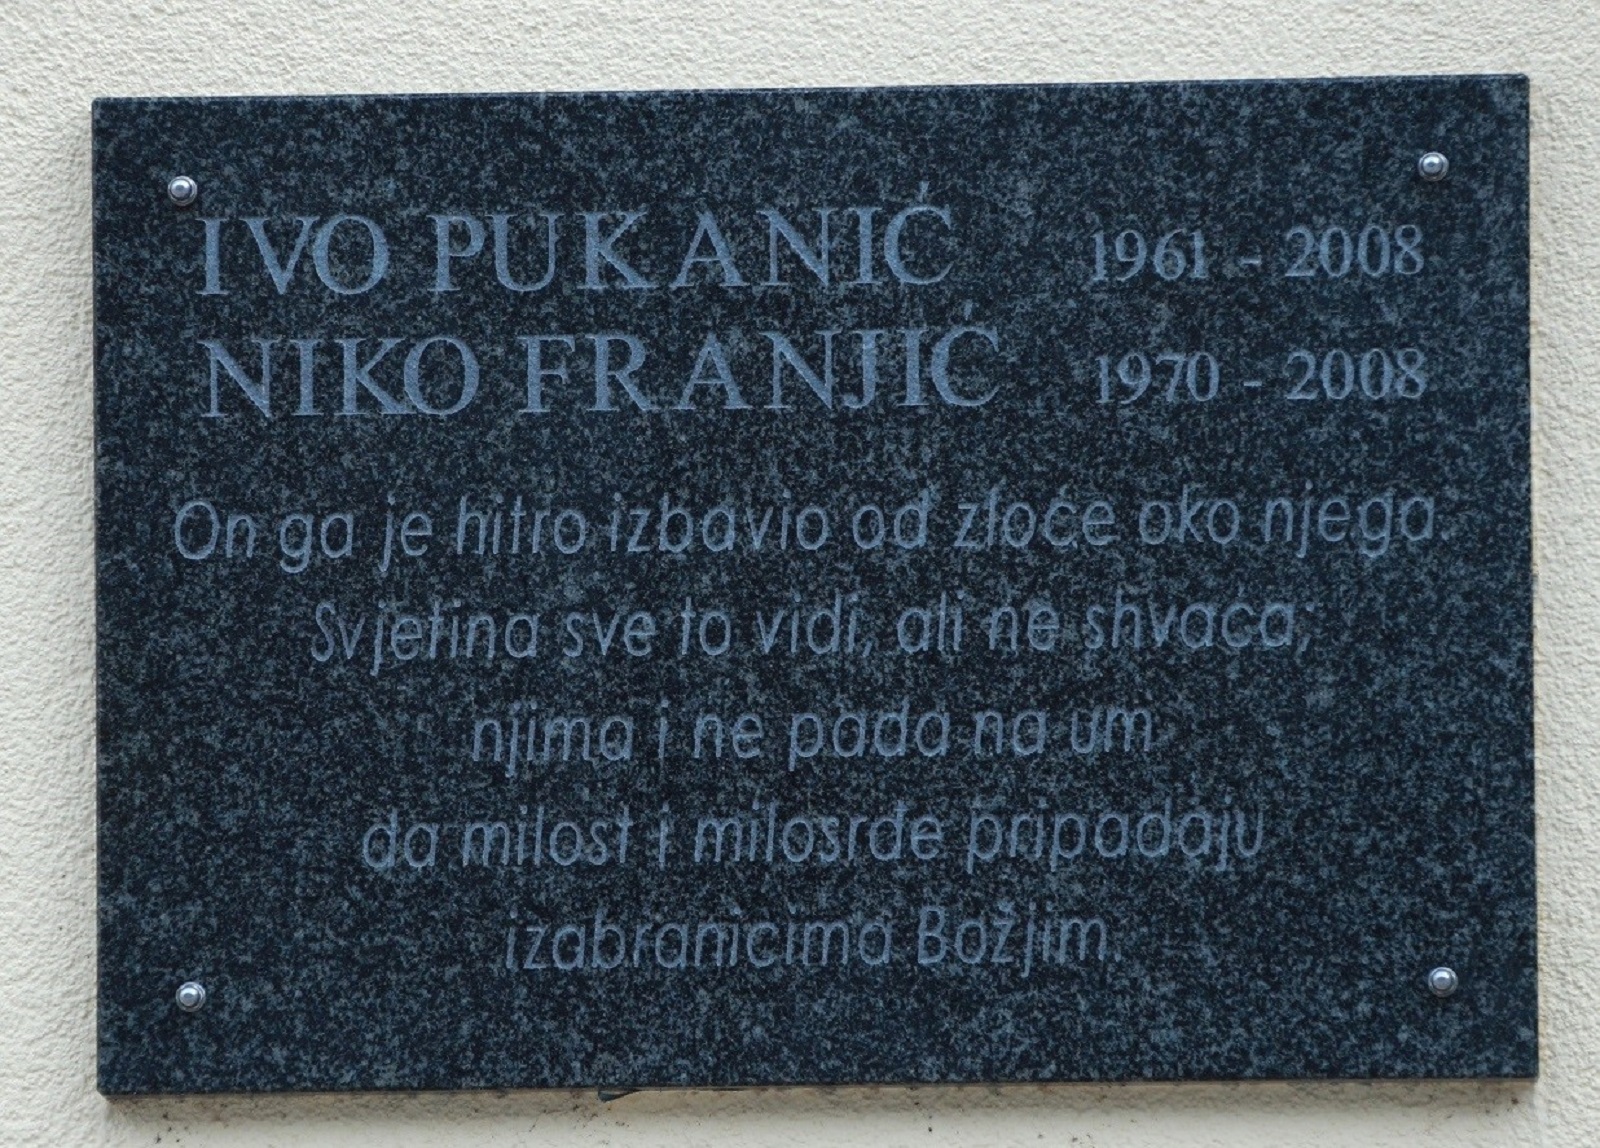 IVO PUKANIĆ 1961 - 2008
NIKO FRANJIĆ 1970 - 2008
On ga je hitro izbavio od zloće oko njega.
Svjetina sve to vidi, ali ne shvaća;
njima i ne pada na um
da milost i milosrđe pripadaju
izabranicima Božjim.